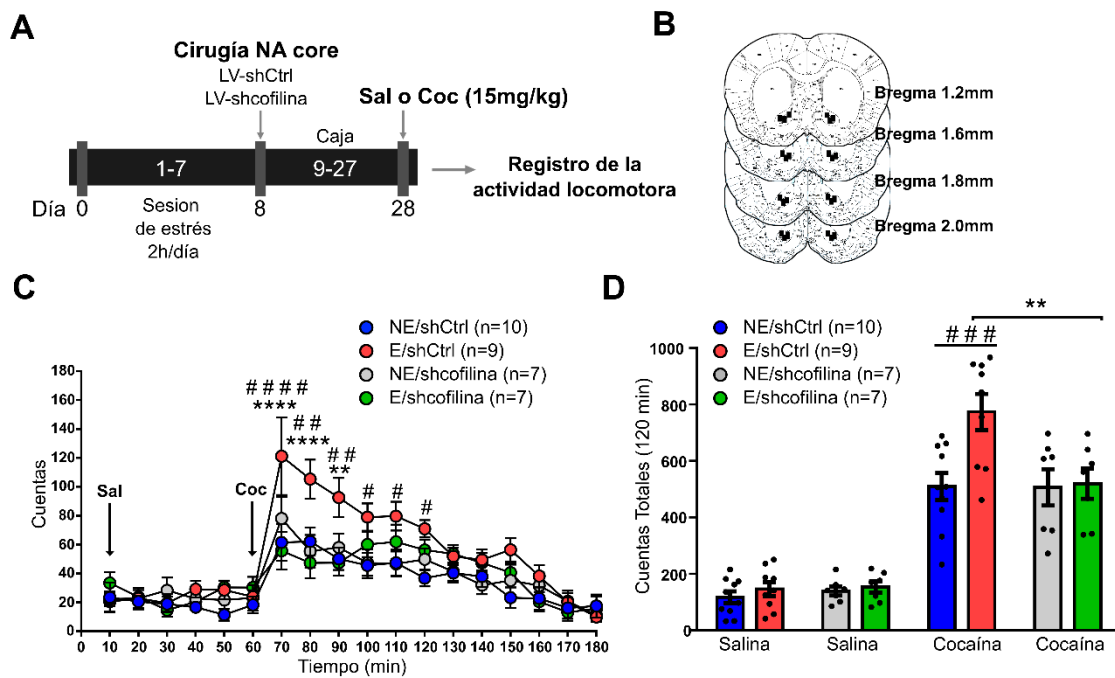 A
Cirugía NA core
LV-shCtrl
LV-shcofilina
Sal o Coc (15mg/kg)
Caja
1-7
9-27
Día
0
8
28
Sesion
de estrés
2h/día
Registro de la
actividad locomotora
B
Bregma 1.2mm
Bregma 1.6mm
Bregma 1.8mm
Bregma 2.0mm
C
NE/shCtrl (n=10)
E/shCtrl (n=9)
NE/shcofilina (n=7)
E/shcofilina (n=7)
Cuentas
180
160
140
120
100
80
60
40
20
0
Sal
Coc
# # # #
****
# #
****
# #
**
#
#
#
0 10 20 30 40 50 60 70 80 90 100 110 120 130 140 150 160 170 180
Tiempo (min)
D
NE/shCtrl (n=10)
E/shCtrl (n=9)
NE/shcofilina (n=7)
E/shcofilina (n=7)
**
# # #
Cuentas Totales (120 min)
1000
800
600
400
200
0
Salina
Salina
Cocaína
Cocaína